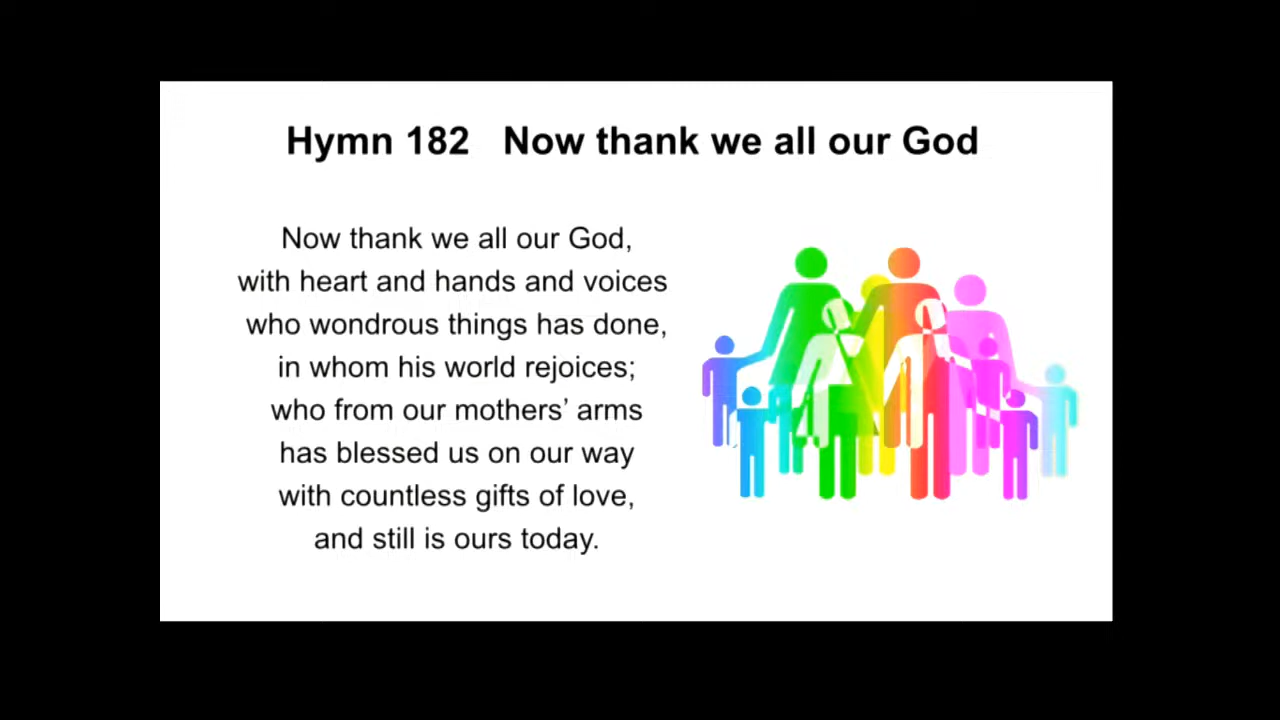 Hymn 182 Now thank we all our God
Now thank we all our God,
with heart and hands and voices
who wondrous things has done,
in whom his world rejoices;
who from our mothers’ arms
has blessed us on our way
with countless gifts of love,
and still is ours today.